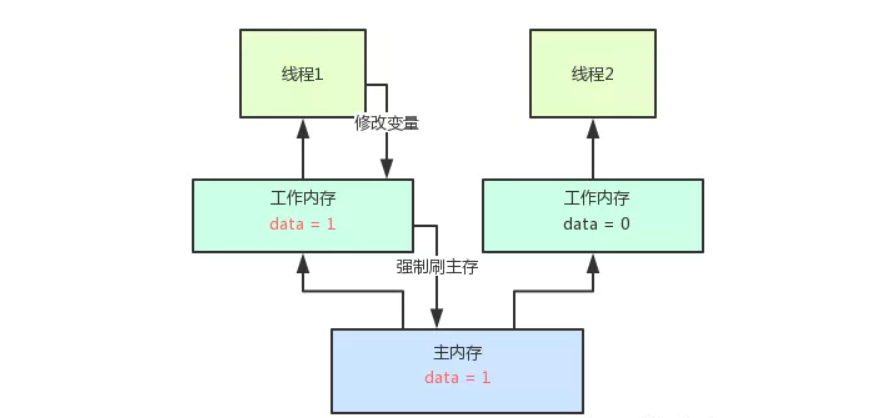 线程1
线程2
修改变量
工作内存
data = 1
工作内存
data = 0
强制刷主存
主内存
data = 1